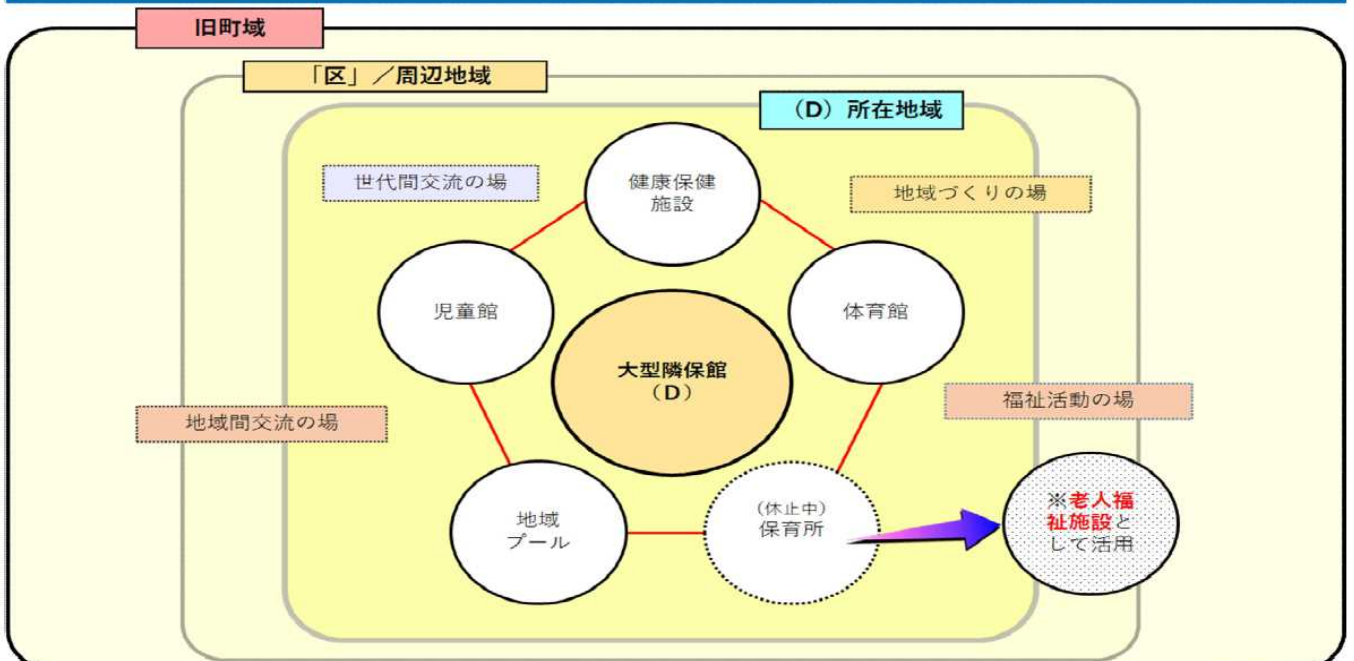 旧町域
「区」／周辺地域
（D）所在地域
世代間交流の場
健康保健
施設
地域づくりの場
児童館
体育館
大型隣保館
（D）
福祉活動の場
地域間交流の場
地域
プール
（休止中）
保育所
※老人福
祉施設と
して活用